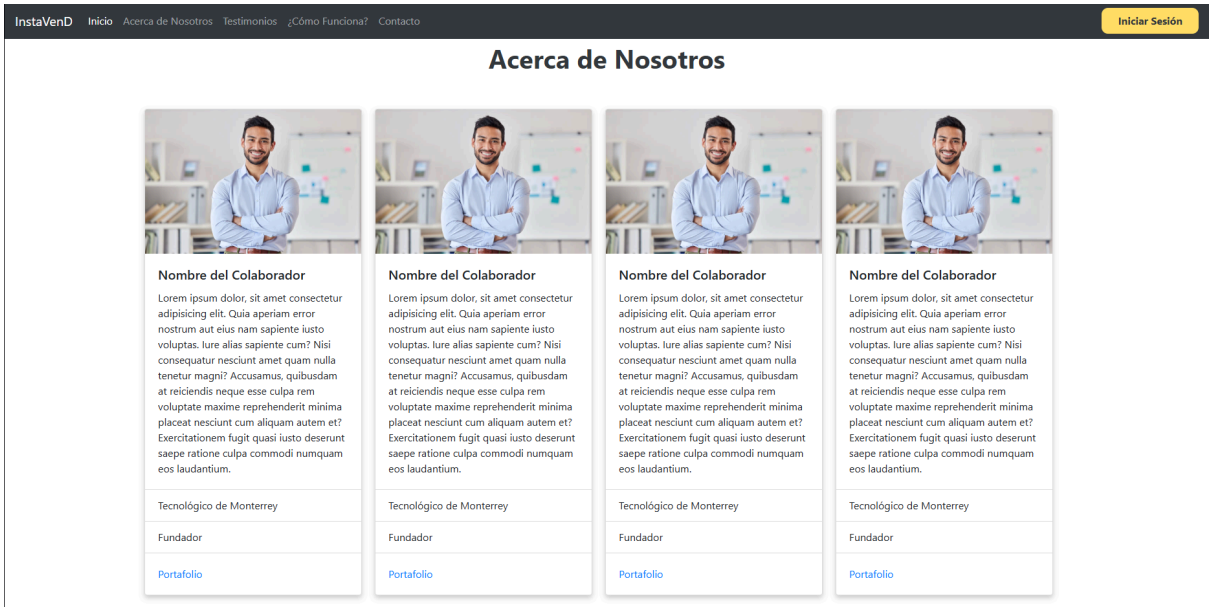 InstaVenD Inicio Acerca de Nosotros Testimonios ¿Cómo Funciona? Contacto Iniciar Sesión
Acerca de Nosotros
Nombre del Colaborador
Lorem ipsum dolor, sit amet consectetur
adipisicing elit. Quia aperiam error
nostrum aut eius nam sapiente iusto
voluptas. Iure alias sapiente cum? Nisi
consequatur nesciunt amet quam nulla
tenetur magni? Accusamus, quibusdam
at reiciendis neque esse culpa rem
voluptate maxime reprehenderit minima
placeat nesciunt cum aliquam autem et?
Exercitationem fugit quasi iusto deserunt
saepe ratione culpa commodi numquam
eos laudantium.
Tecnológico de Monterrey
Fundador
Portafolio
Nombre del Colaborador
Lorem ipsum dolor, sit amet consectetur
adipisicing elit. Quia aperiam error
nostrum aut eius nam sapiente iusto
voluptas. Iure alias sapiente cum? Nisi
consequatur nesciunt amet quam nulla
tenetur magni? Accusamus, quibusdam
at reiciendis neque esse culpa rem
voluptate maxime reprehenderit minima
placeat nesciunt cum aliquam autem et?
Exercitationem fugit quasi iusto deserunt
saepe ratione culpa commodi numquam
eos laudantium.
Tecnológico de Monterrey
Fundador
Portafolio
Nombre del Colaborador
Lorem ipsum dolor, sit amet consectetur
adipisicing elit. Quia aperiam error
nostrum aut eius nam sapiente iusto
voluptas. Iure alias sapiente cum? Nisi
consequatur nesciunt amet quam nulla
tenetur magni? Accusamus, quibusdam
at reiciendis neque esse culpa rem
voluptate maxime reprehenderit minima
placeat nesciunt cum aliquam autem et?
Exercitationem fugit quasi iusto deserunt
saepe ratione culpa commodi numquam
eos laudantium.
Tecnológico de Monterrey
Fundador
Portafolio
Nombre del Colaborador
Lorem ipsum dolor, sit amet consectetur
adipisicing elit. Quia aperiam error
nostrum aut eius nam sapiente iusto
voluptas. Iure alias sapiente cum? Nisi
consequatur nesciunt amet quam nulla
tenetur magni? Accusamus, quibusdam
at reiciendis neque esse culpa rem
voluptate maxime reprehenderit minima
placeat nesciunt cum aliquam autem et?
Exercitationem fugit quasi iusto deserunt
saepe ratione culpa commodi numquam
eos laudantium.
Tecnológico de Monterrey
Fundador
Portafolio